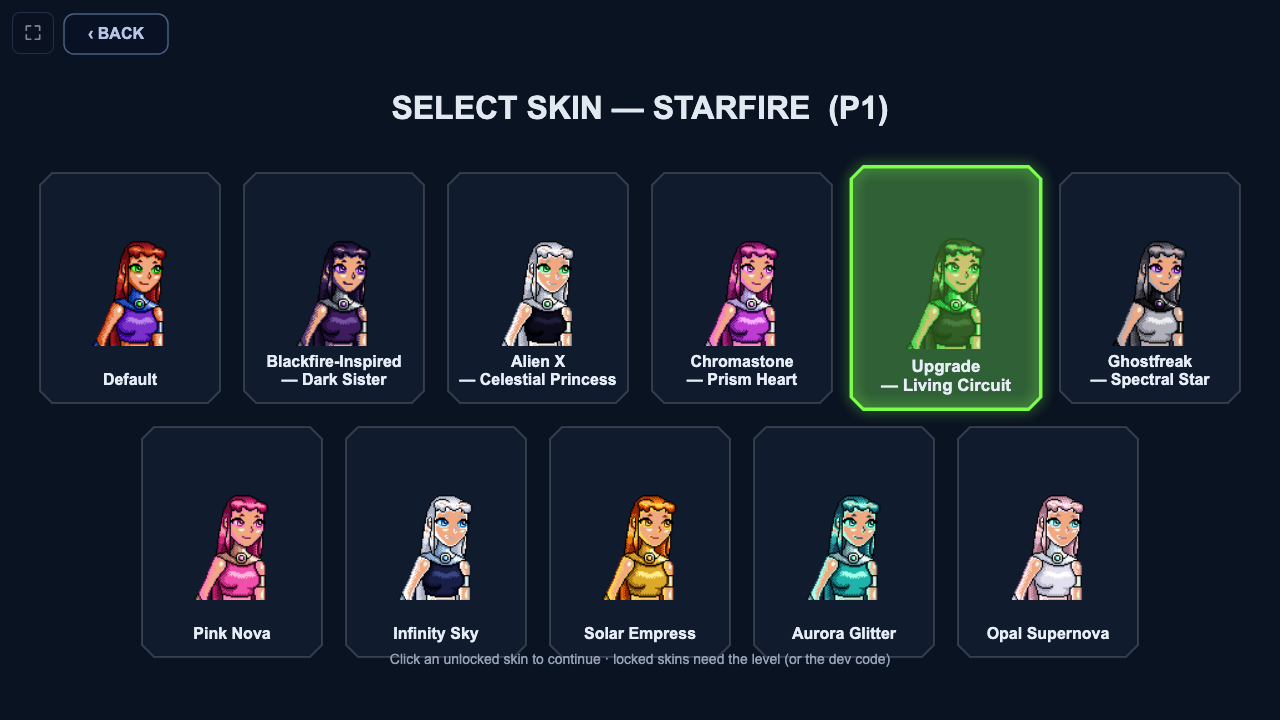 ‹ BACK
SELECT SKIN — STARFIRE (P1)
Default
Blackfire-Inspired
— Dark Sister
Alien X
— Celestial Princess
Chromastone
— Prism Heart
Upgrade
— Living Circuit
Ghostfreak
— Spectral Star
Pink Nova
Infinity Sky
Solar Empress
Aurora Glitter
Opal Supernova
Click an unlocked skin to continue · locked skins need the level (or the dev code)